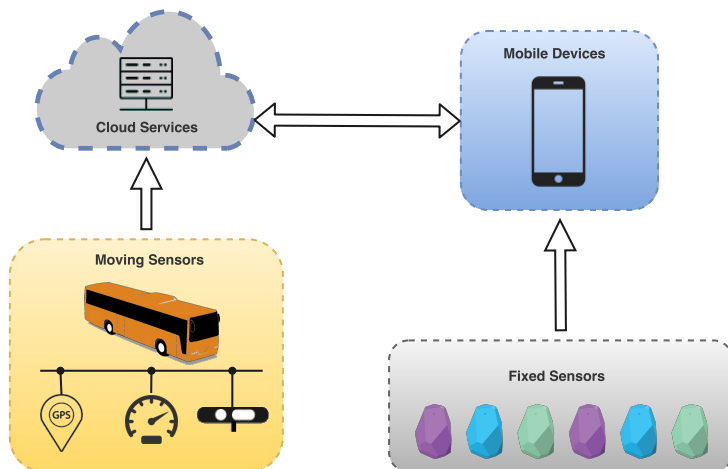 Mobile Devices
Cloud Services
Moving Sensors
GPS
Fixed Sensors